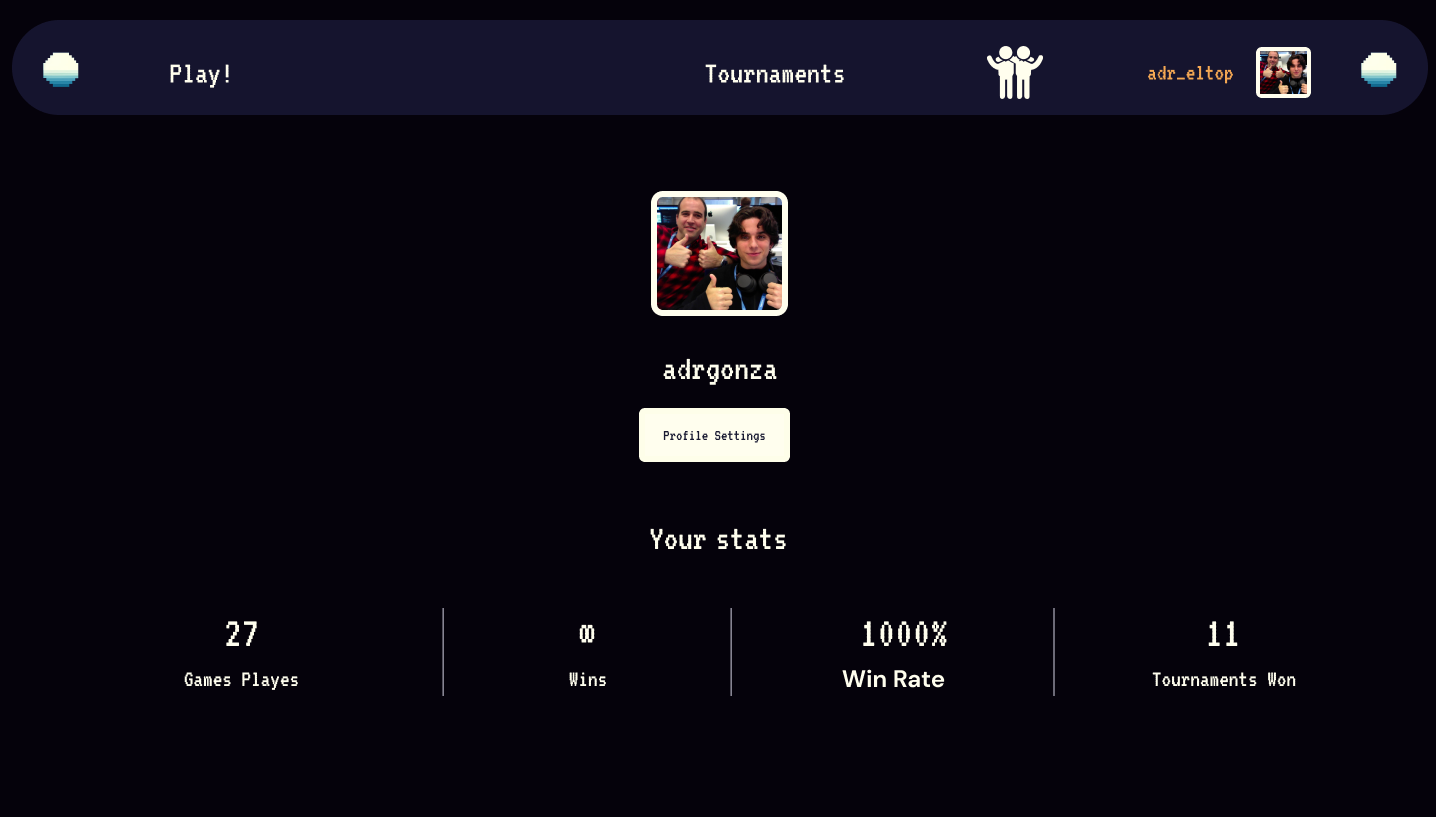 Play!
Tournaments
adr_eltop
adrgonza
Profile Settings
Your stats
27
∞
1000%
11
Games Playes
Wins
Win Rate
Tournaments Won